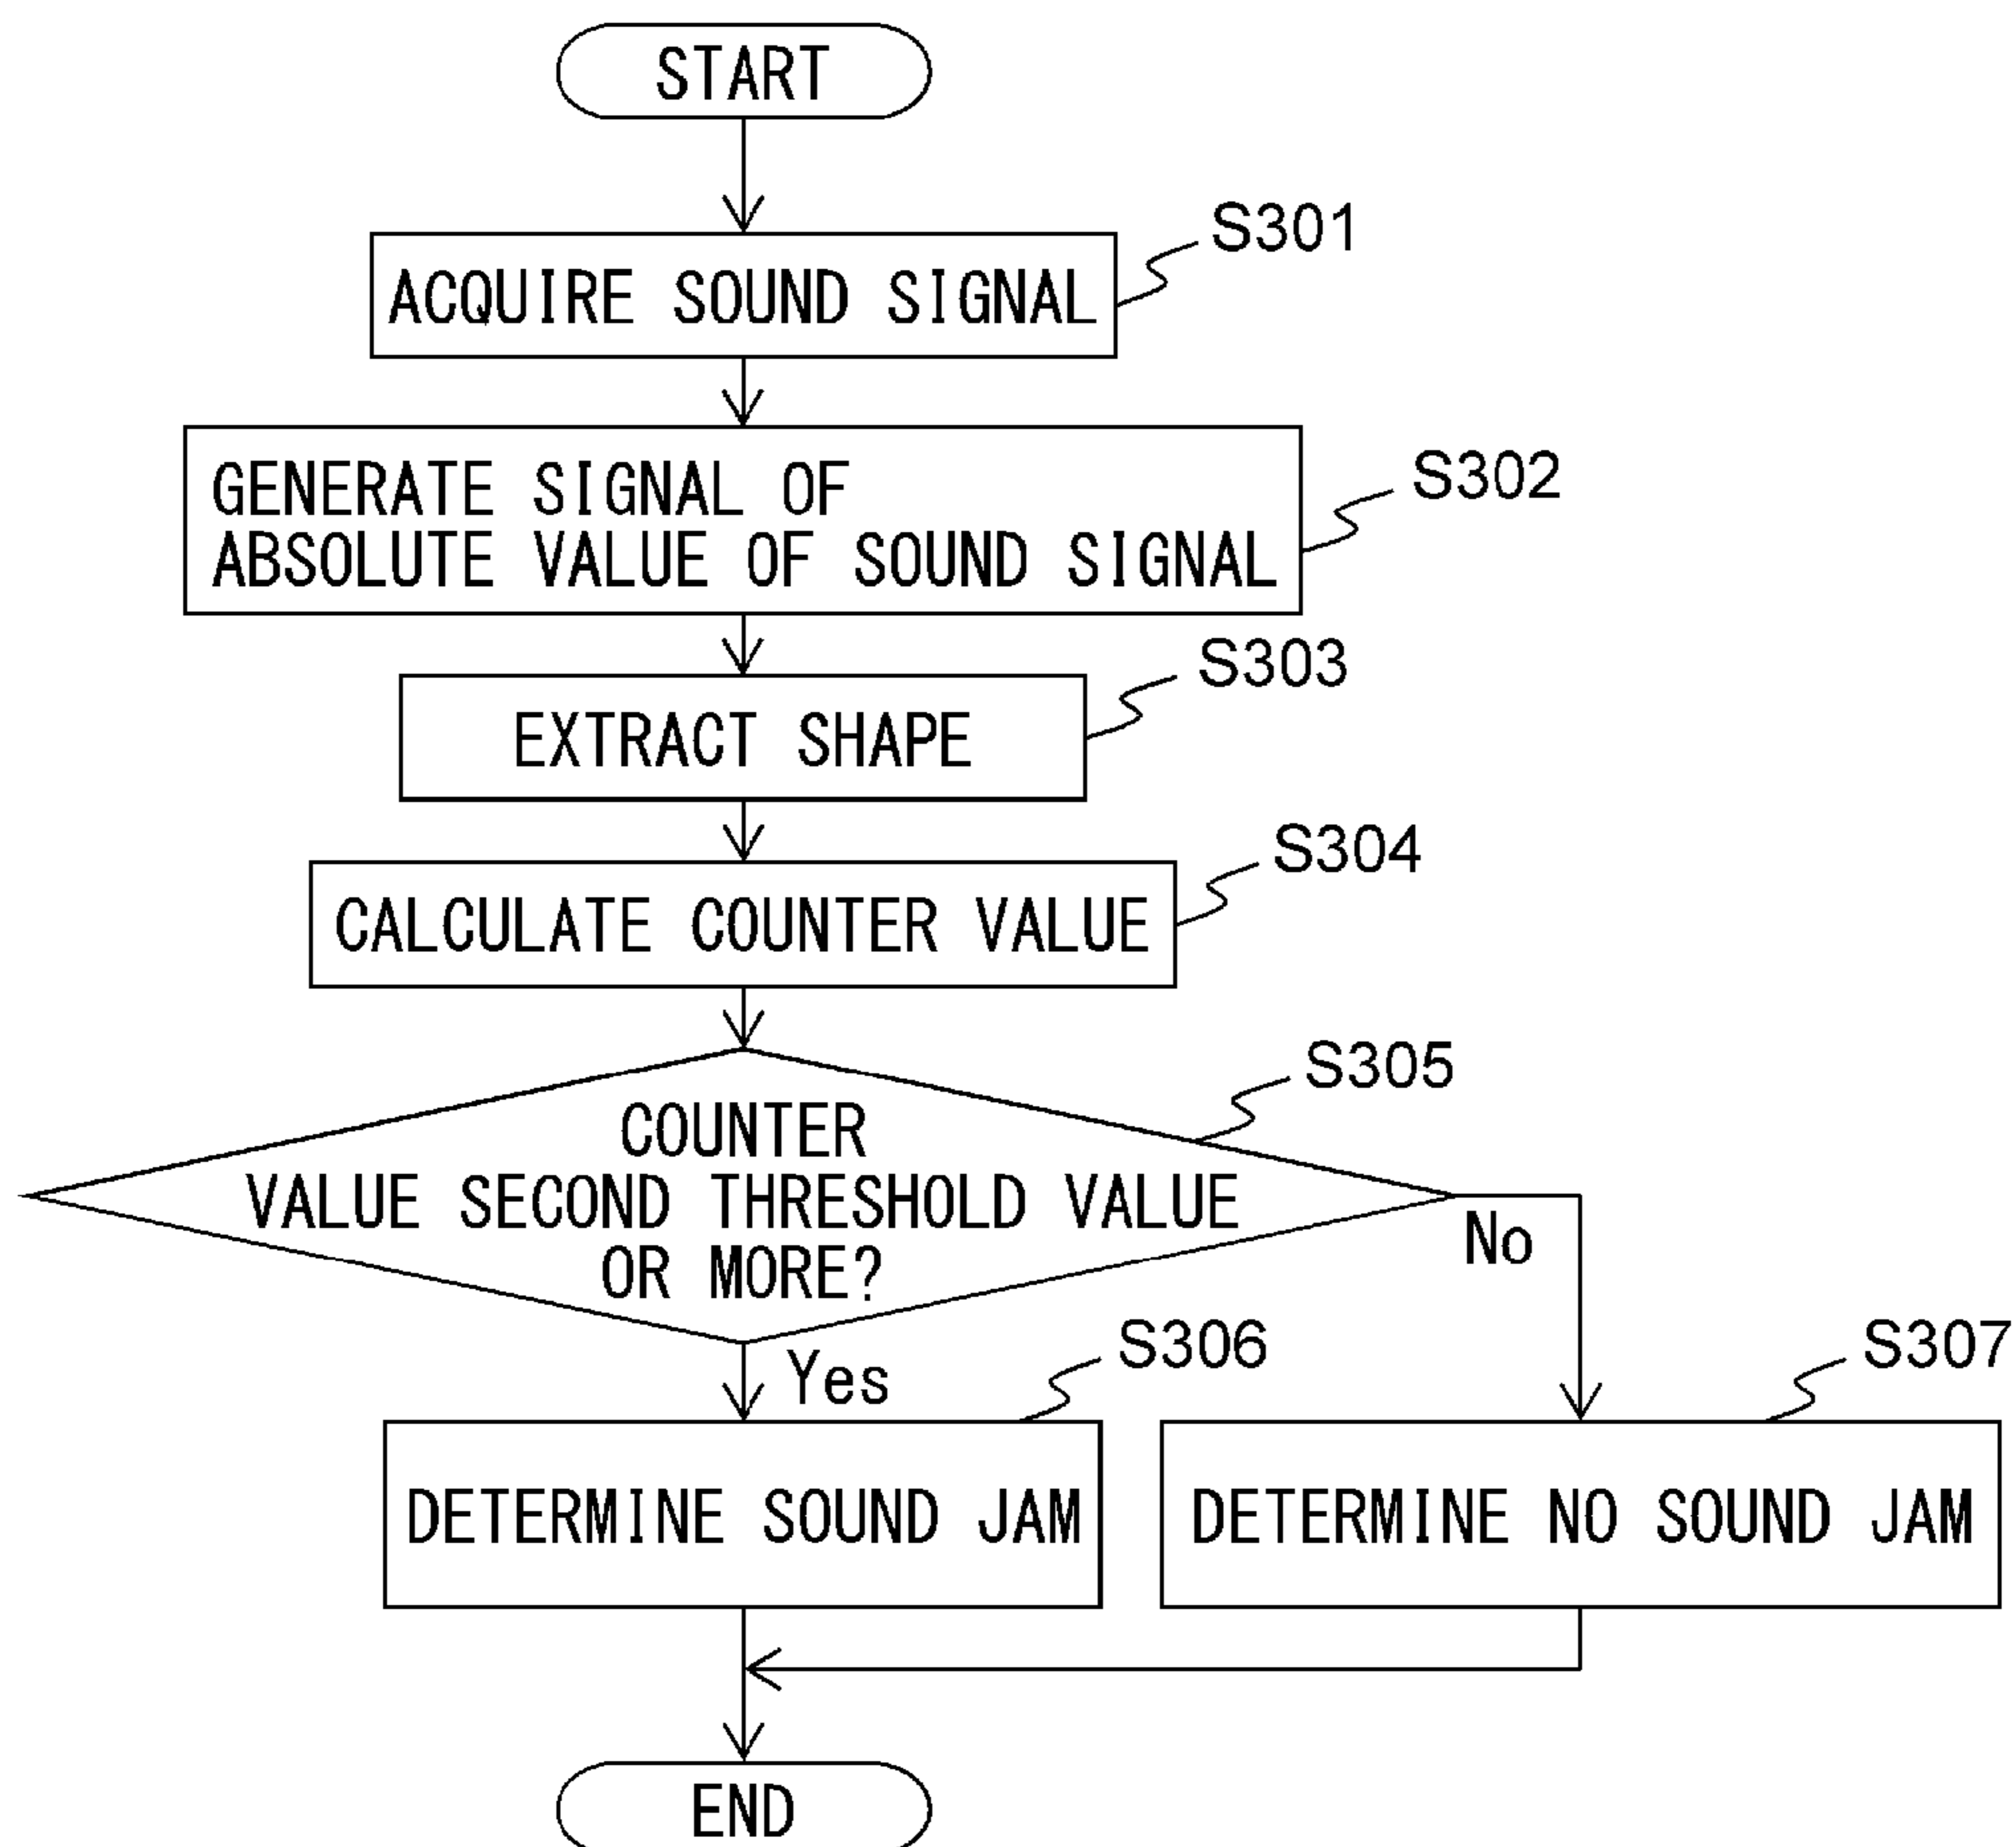 START
S301
ACQUIRE SOUND SIGNAL
S302
GENERATE SIGNAL OF
ABSOLUTE VALUE OF SOUND SIGNAL
S303
EXTRACT SHAPE
S304
CALCULATE COUNTER VALUE
S305
COUNTER
VALUE SECOND THRESHOLD VALUE
OR MORE?
No
Yes
S306
S307
DETERMINE SOUND JAM
DETERMINE NO SOUND JAM
END